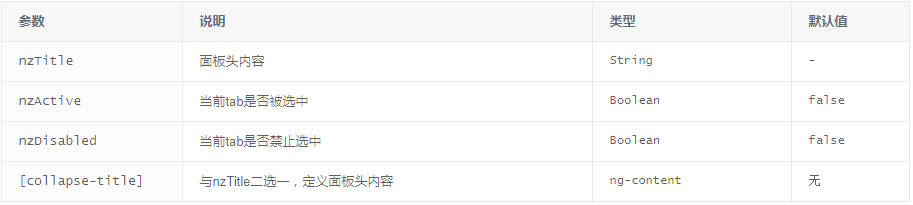 参数 说明 类型 默认值
nzTitle 面板头内容 String -
nzActive 当前tab是否被选中 Boolean false
nzDisabled 当前tab是否禁止选中 Boolean false
[collapse-title] 与nzTitle二选一，定义面板头内容 ng-content 无